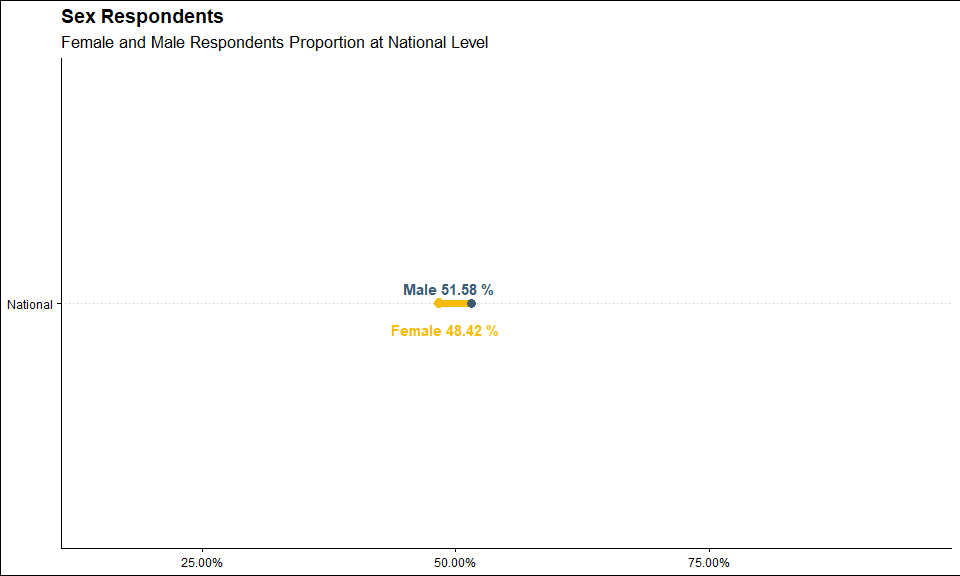 Sex Respondents
Female and Male Respondents Proportion at National Level
Male 51.58 %
National
Female 48.42 %
25.00%
50.00%
75.00%